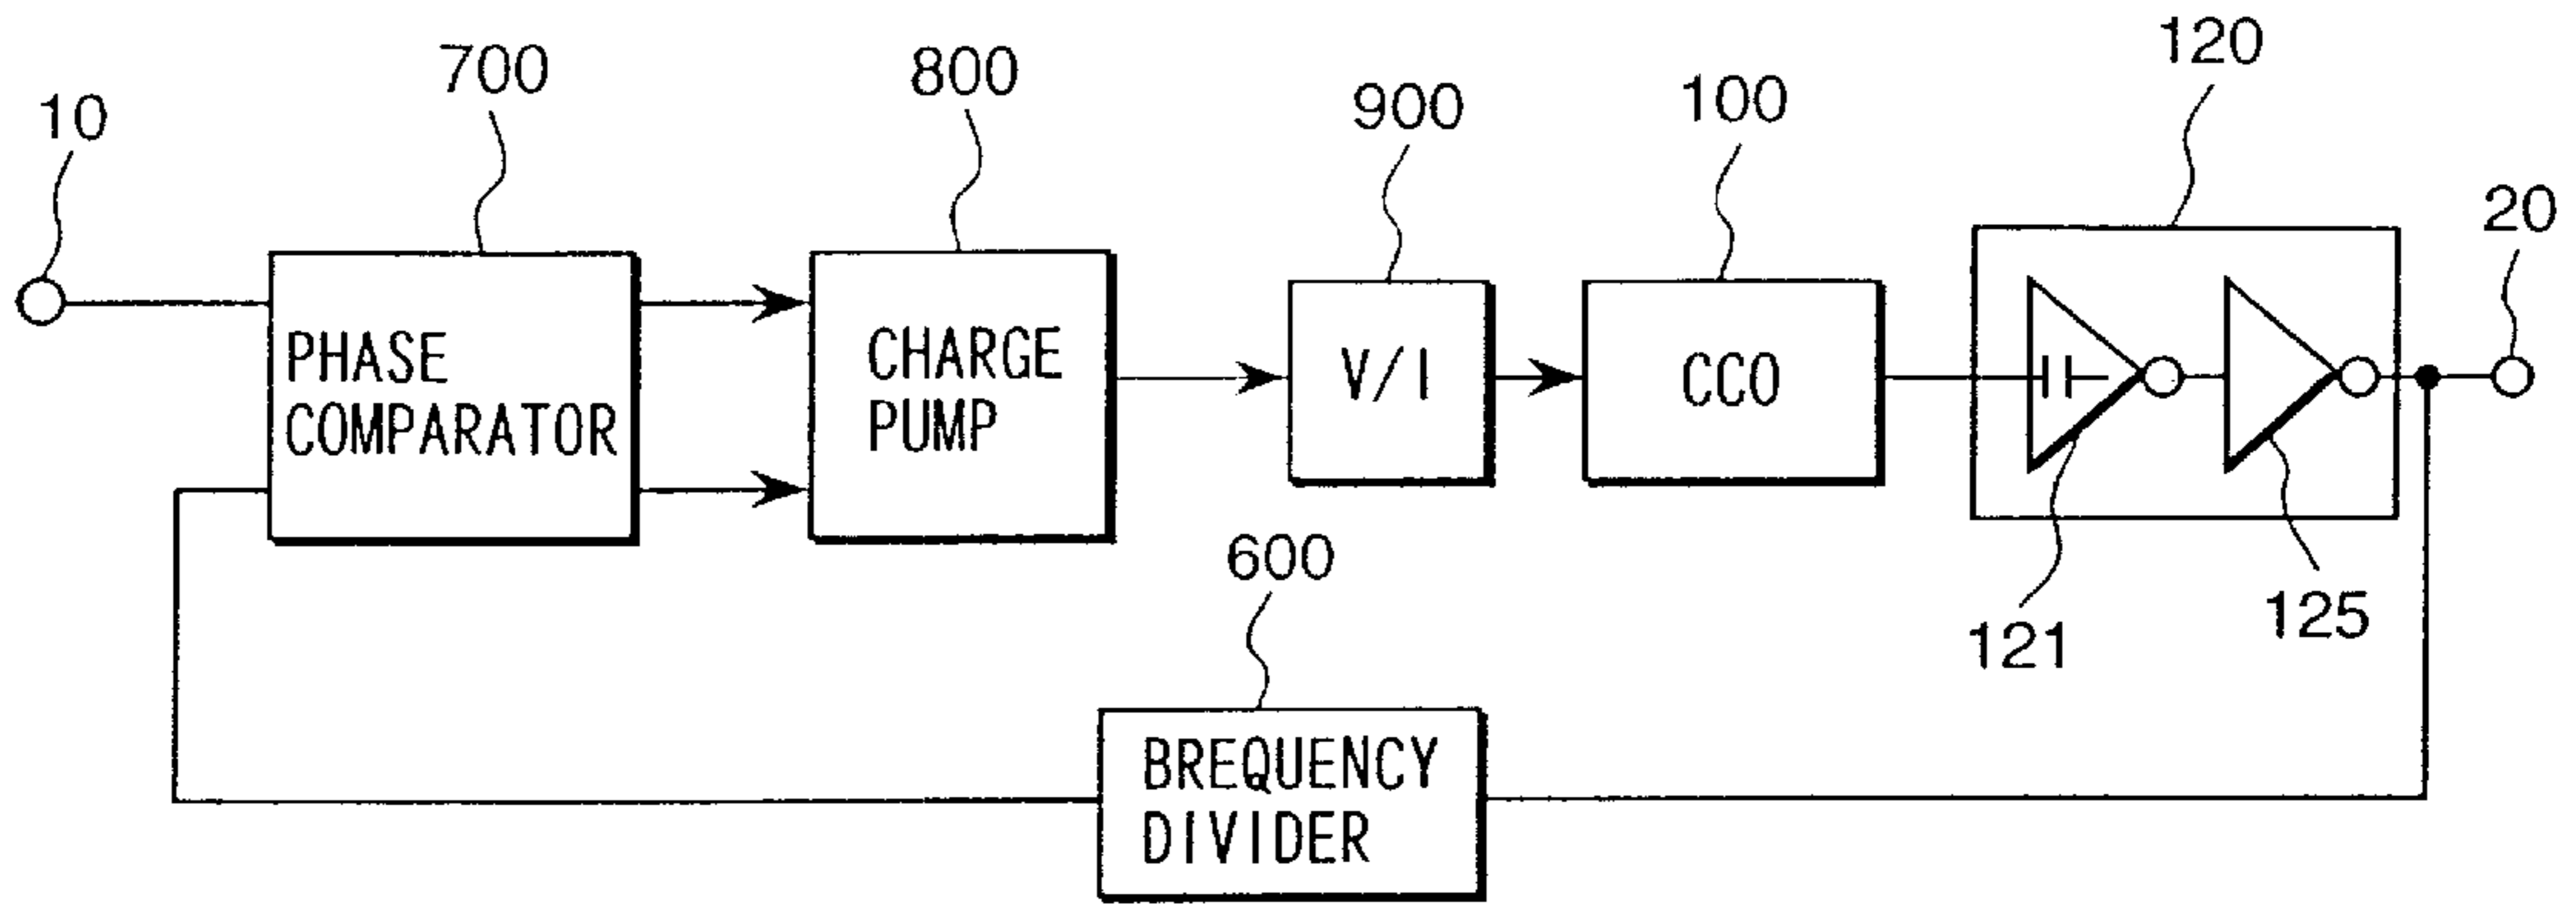 120
700
800
10
900
100
20
PHASE
COMPARATOR
CHARGE
PUMP
V/I
CCO
600
125
121
BREQUENCY
DIVIDER